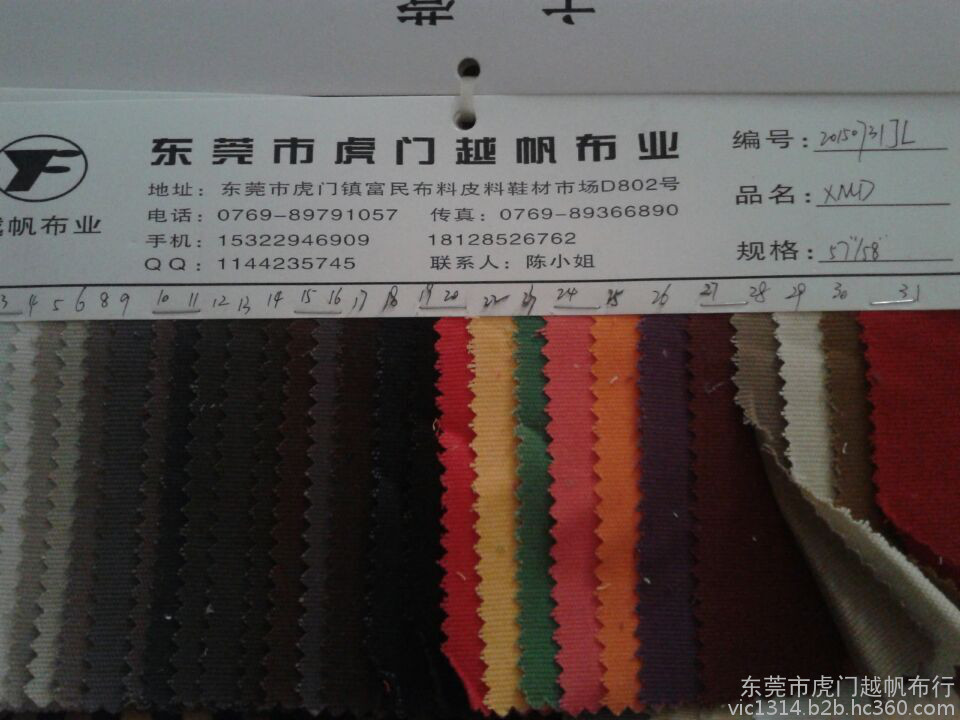 东莞市虎门越帆布业
地址：东莞市虎门镇富民布料皮料鞋材市场D802号
电话：0769-89791057 传真：0769-89366890
手机：15322946909 18128526762
QQ：1144235745 联系人：陈小姐
帆布业
编号：20150731JL
品名：XMD
规格：57"/58"
3 4 5 6 8 9 10 11 12 13 14 15 16 17 18 19 20 22 23 24 25 26 27 28 29 30 31
东莞市虎门越帆布行
vic1314.b2b.hc360.com